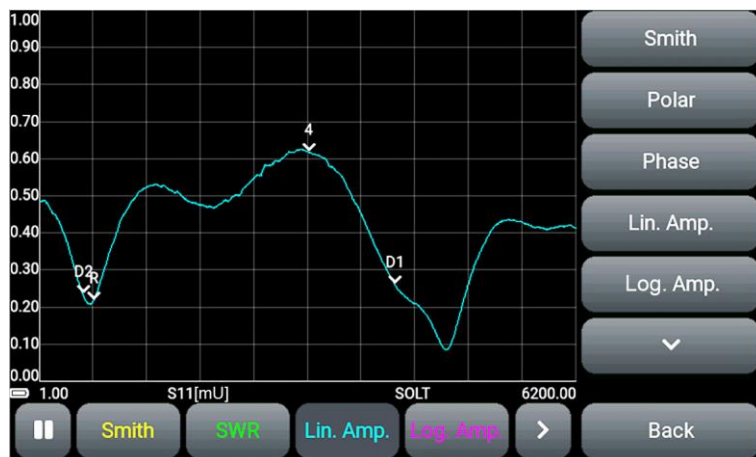 1.00
Smith
0.90
0.80
Polar
0.70
4
0.60
Phase
0.50
Lin. Amp.
0.40
0.30
D2 R D1
Log. Amp.
0.20
0.10
0.00
1.00 S11[mU] SOLT 6200.00
Smith SWR Lin. Amp. Log. Amp. Back